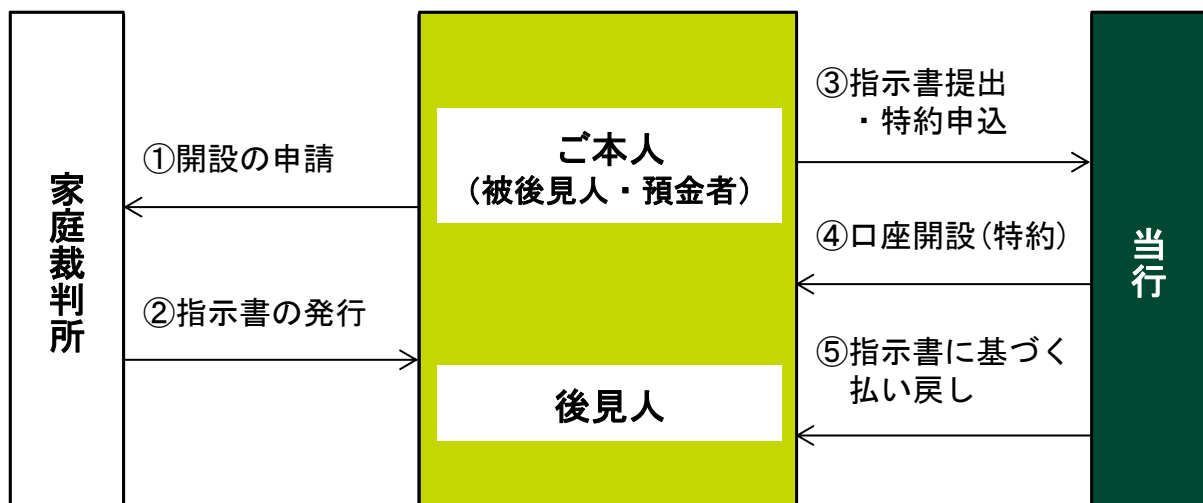 家庭裁判所
①開設の申請
②指示書の発行
ご本人
（被後見人・預金者）
後見人
③指示書提出
・特約申込
④口座開設（特約）
⑤指示書に基づく
払い戻し
当行